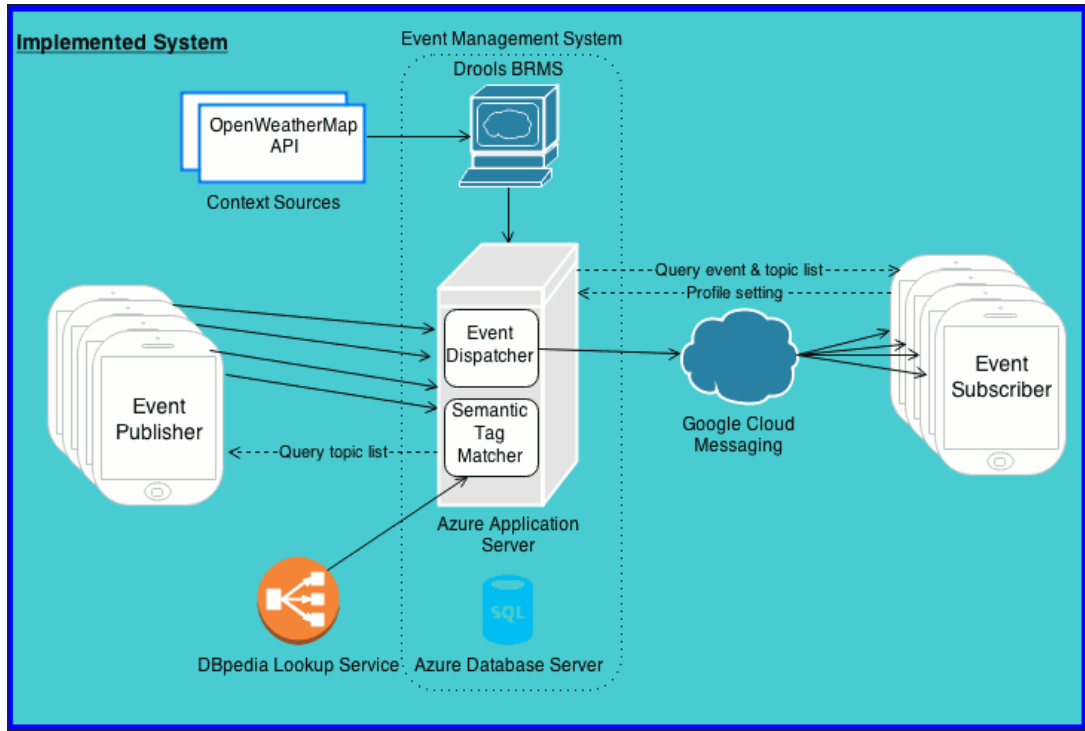 Implemented System
Event Management System
Drools BRMS
OpenWeatherMap
API
Context Sources
Query event & topic list
Profile setting
Event
Dispatcher
Event
Subscriber
Event
Publisher
Semantic
Tag
Matcher
Google Cloud
Messaging
Query topic list
Azure Application
Server
SQL
DBpedia Lookup Service
Azure Database Server